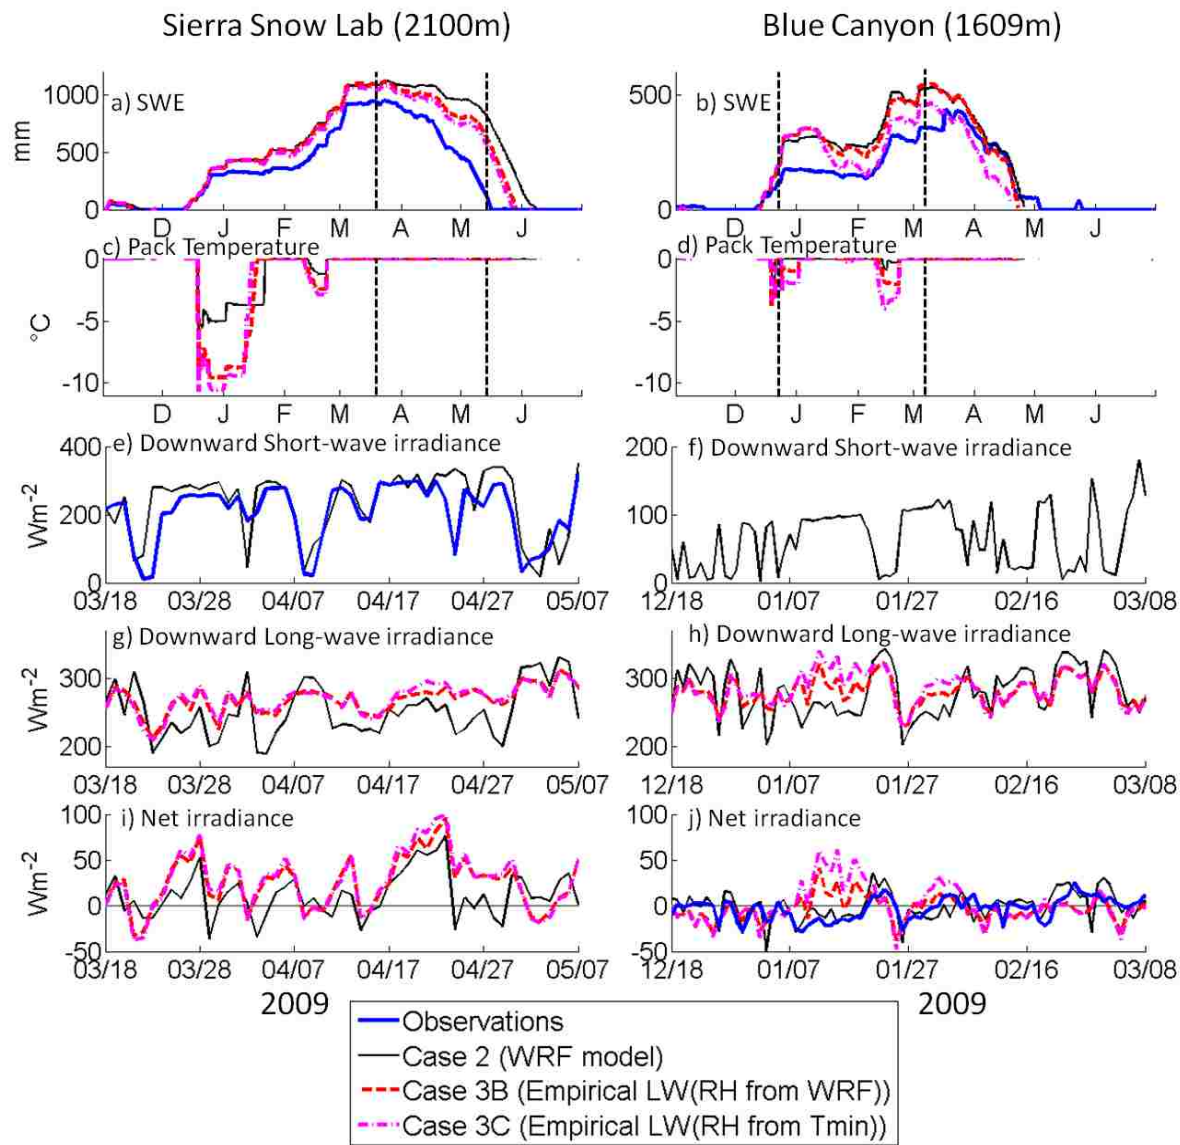 Sierra Snow Lab (2100m)
Blue Canyon (1609m)
a) SWE
1000
500
0
mm
D J F M A M J
b) SWE
500
0
D J F M A M J
c) Pack Temperature
0
-5
-10
°C
D J F M A M J
d) Pack Temperature
0
-5
-10
D J F M A M J
e) Downward Short-wave irradiance
400
200
0
Wm-2
03/18 03/28 04/07 04/17 04/27 05/07
f) Downward Short-wave irradiance
200
100
0
12/18 01/07 01/27 02/16 03/08
g) Downward Long-wave irradiance
300
200
Wm-2
03/18 03/28 04/07 04/17 04/27 05/07
h) Downward Long-wave irradiance
300
200
12/18 01/07 01/27 02/16 03/08
i) Net irradiance
100
50
0
-50
Wm-2
03/18 03/28 04/07 04/17 04/27 05/07
2009
j) Net irradiance
100
50
0
-50
12/18 01/07 01/27 02/16 03/08
2009
Observations
Case 2 (WRF model)
Case 3B (Empirical LW(RH from WRF))
Case 3C (Empirical LW(RH from Tmin))